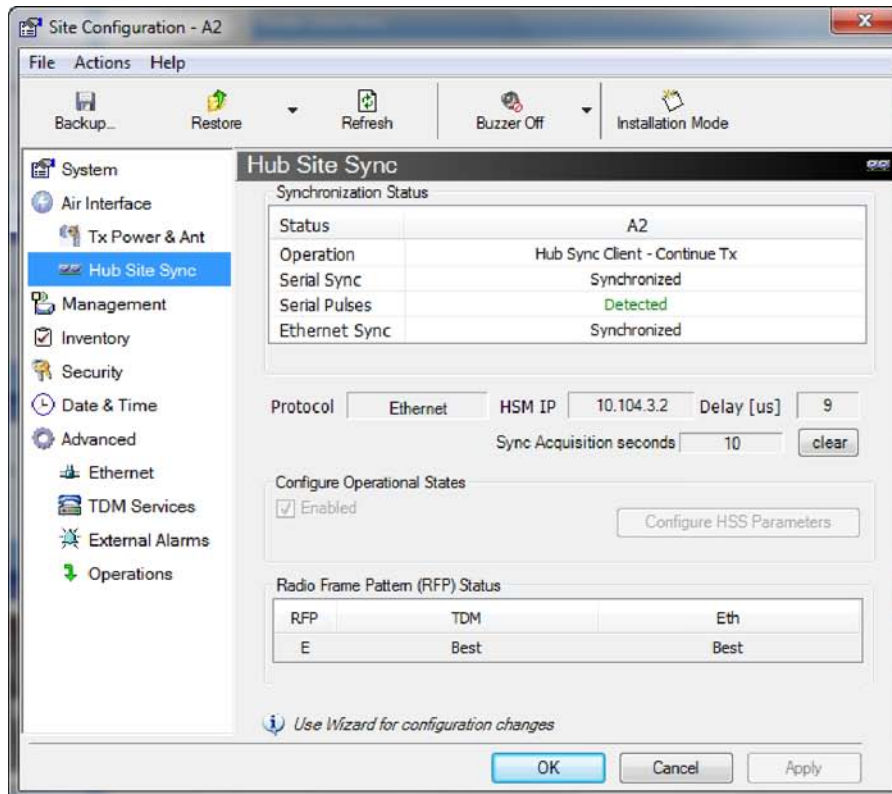 Site Configuration - A2
File Actions Help
Backup... Restore Refresh Buzzer Off Installation Mode
System
Air Interface
Tx Power & Ant
Hub Site Sync
Management
Inventory
Security
Date & Time
Advanced
Ethernet
TDM Services
External Alarms
Operations
Hub Site Sync
Synchronization Status
Status A2
Operation Hub Sync Client - Continue Tx
Serial Sync Synchronized
Serial Pulses Detected
Ethernet Sync Synchronized
Protocol Ethernet HSM IP 10.104.3.2 Delay [us] 9
Sync Acquisition seconds 10 clear
Configure Operational States
Enabled
Configure HSS Parameters
Radio Frame Pattern (RFP) Status
RFP TDM Eth
E Best Best
Use Wizard for configuration changes
OK Cancel Apply